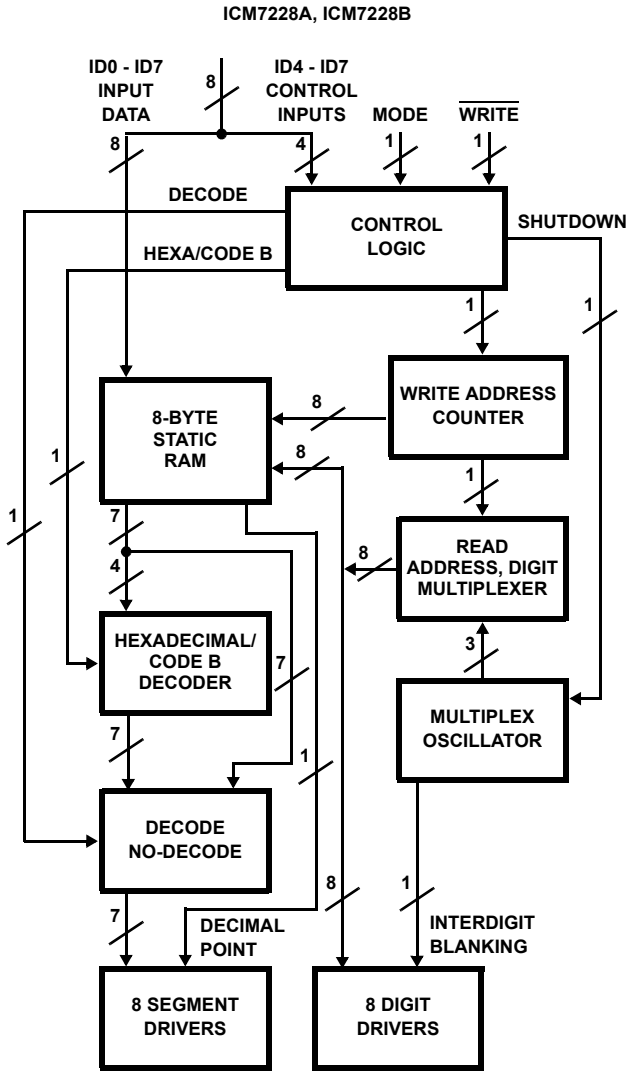 ICM7228A, ICM7228B
ID0 - ID7
INPUT
DATA
8
ID4 - ID7
CONTROL
INPUTS
MODE
WRITE
8
4
1
1
DECODE
CONTROL
LOGIC
SHUTDOWN
HEXA/CODE B
1
1
8-BYTE
STATIC
RAM
8
WRITE ADDRESS
COUNTER
8
1
1
1
7
4
8
READ
ADDRESS, DIGIT
MULTIPLEXER
HEXADECIMAL/
CODE B
DECODER
7
3
MULTIPLEX
OSCILLATOR
7
1
DECODE
NO-DECODE
7
8
1
DECIMAL
POINT
INTERDIGIT
BLANKING
8 SEGMENT
DRIVERS
8 DIGIT
DRIVERS